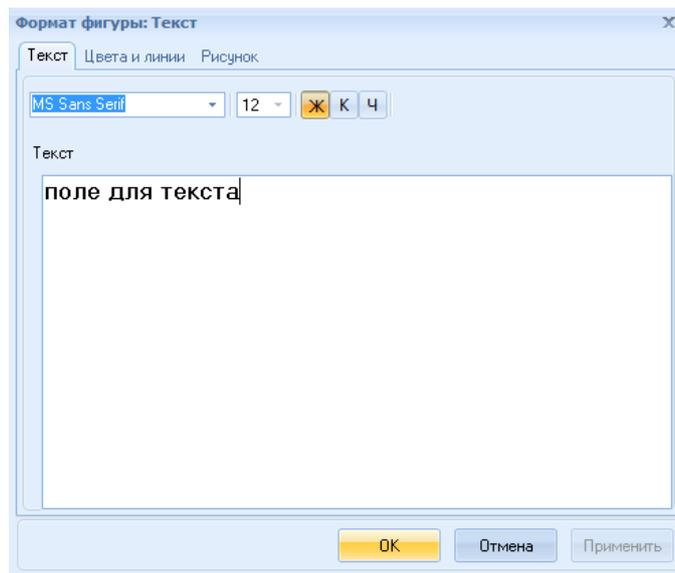 Формат фигуры: Текст
Текст Цвета и линии Рисунок
MS Sans Serif 12 Ж К Ч
Текст
поле для текста
OK Отмена Применить